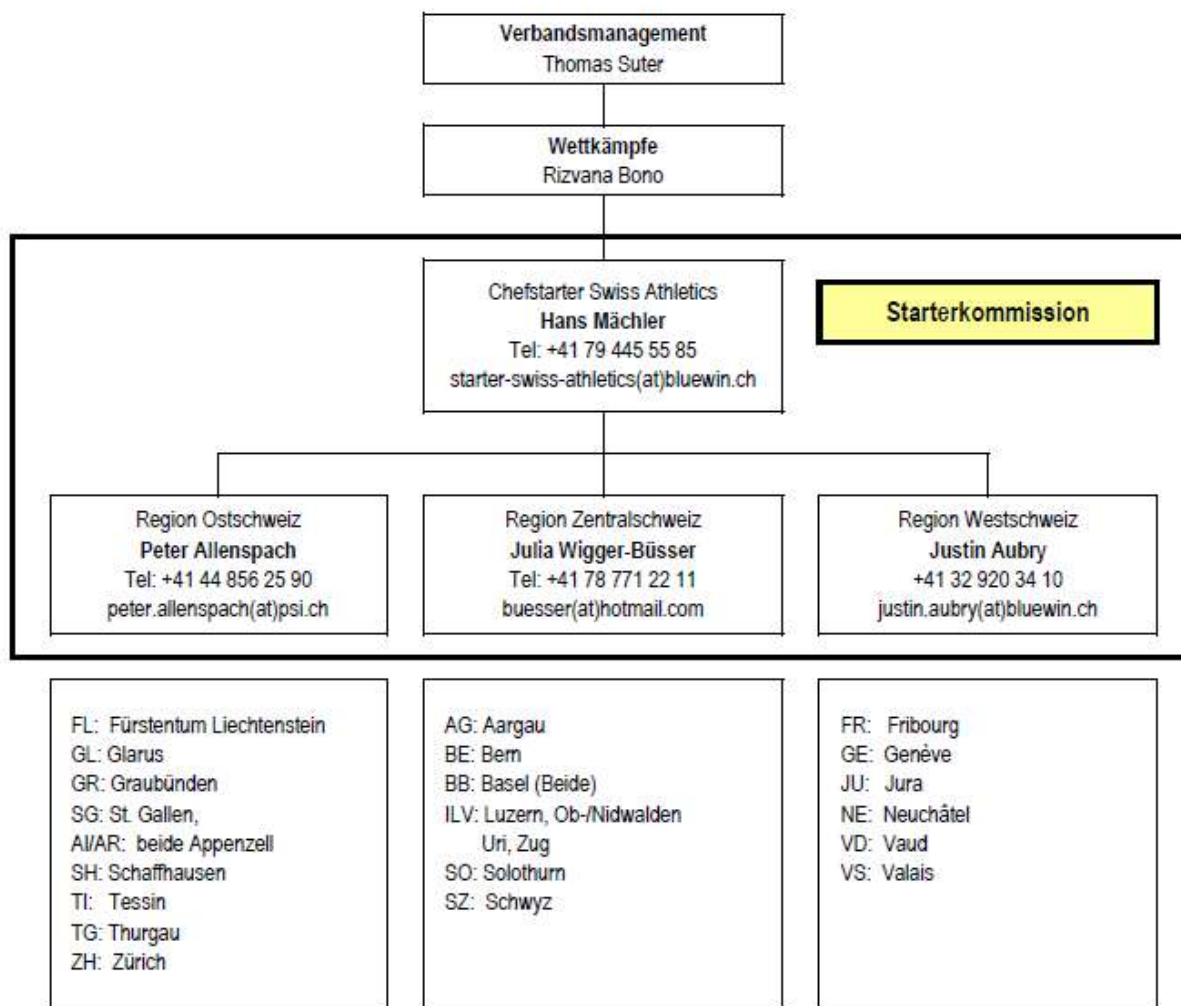 Verbandsmanagement
Thomas Suter
Wettkämpfe
Rizvana Bono
Chefstarter Swiss Athletics
Hans Mächler
Tel: +41 79 445 55 85
starter-swiss-athletics(at)bluewin.ch
Starterkommission
Region Ostschweiz
Peter Allenspach
Tel: +41 44 856 25 90
peter.allenspach(at)psi.ch
Region Zentralschweiz
Julia Wigger-Büsser
Tel: +41 78 771 22 11
buesser(at)hotmail.com
Region Westschweiz
Justin Aubry
+41 32 920 34 10
justin.aubry(at)bluewin.ch
FL: Fürstentum Liechtenstein
GL: Glarus
GR: Graubünden
SG: St. Gallen,
AI/AR: beide Appenzell
SH: Schaffhausen
TI: Tessin
TG: Thurgau
ZH: Zürich
AG: Aargau
BE: Bern
BB: Basel (Beide)
ILV: Luzern, Ob-/Nidwalden
Uri, Zug
SO: Solothurn
SZ: Schwyz
FR: Fribourg
GE: Genève
JU: Jura
NE: Neuchâtel
VD: Vaud
VS: Valais